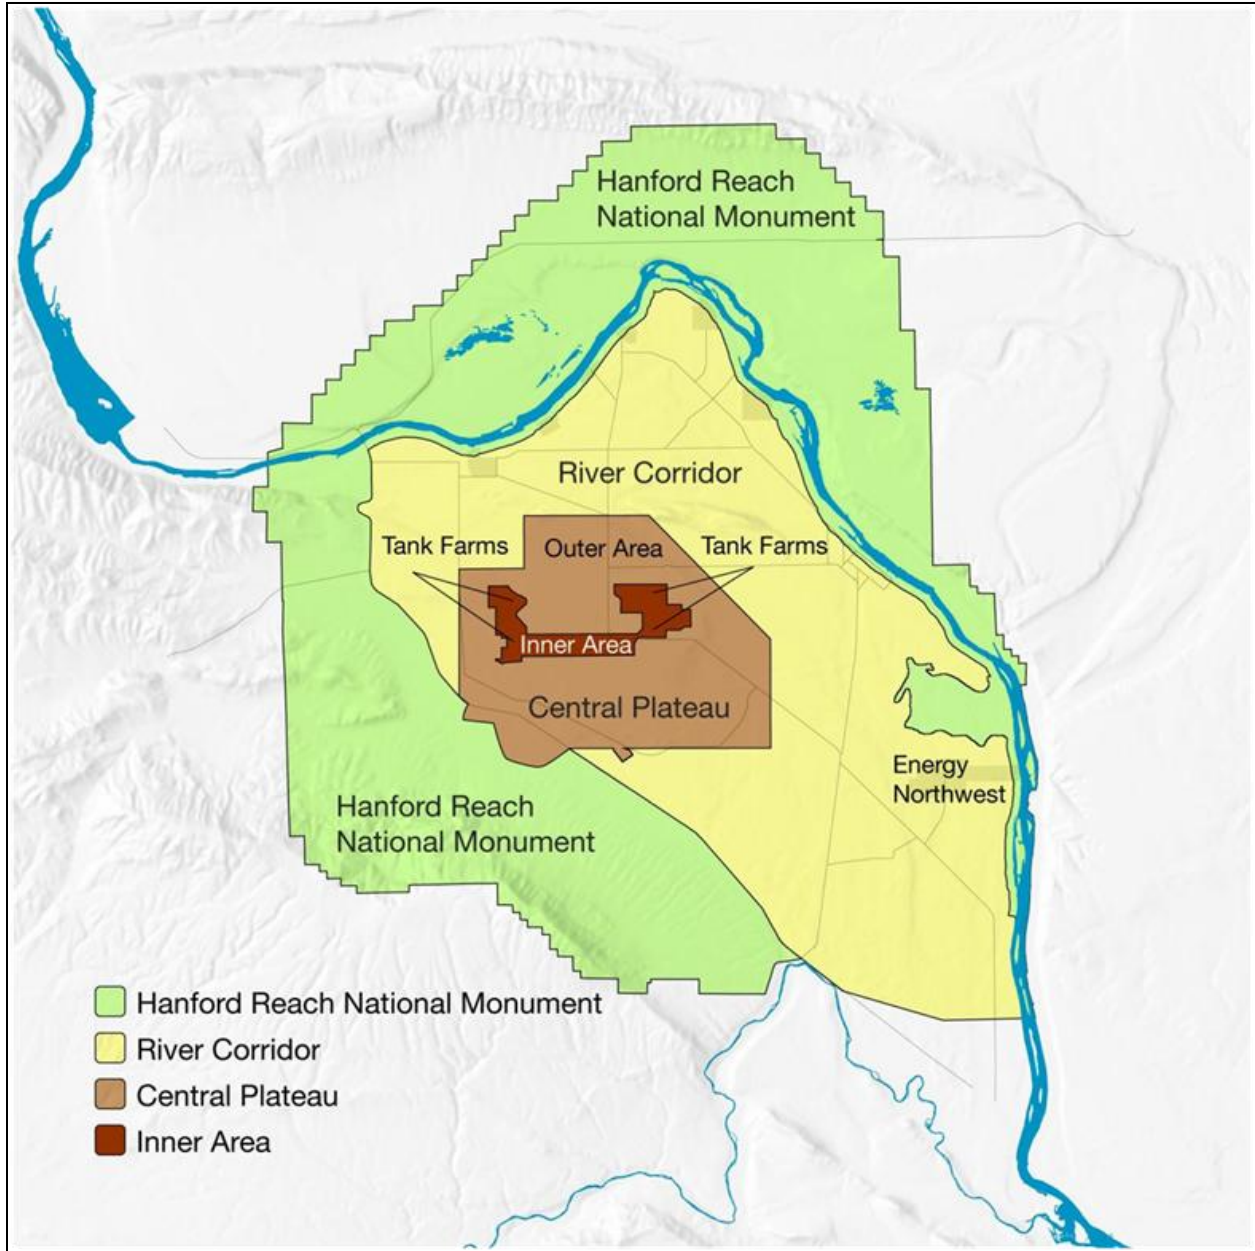 Hanford Reach
National Monument
River Corridor
Tank Farms
Outer Area
Tank Farms
Inner Area
Central Plateau
Energy
Northwest
Hanford Reach
National Monument
Hanford Reach National Monument
River Corridor
Central Plateau
Inner Area